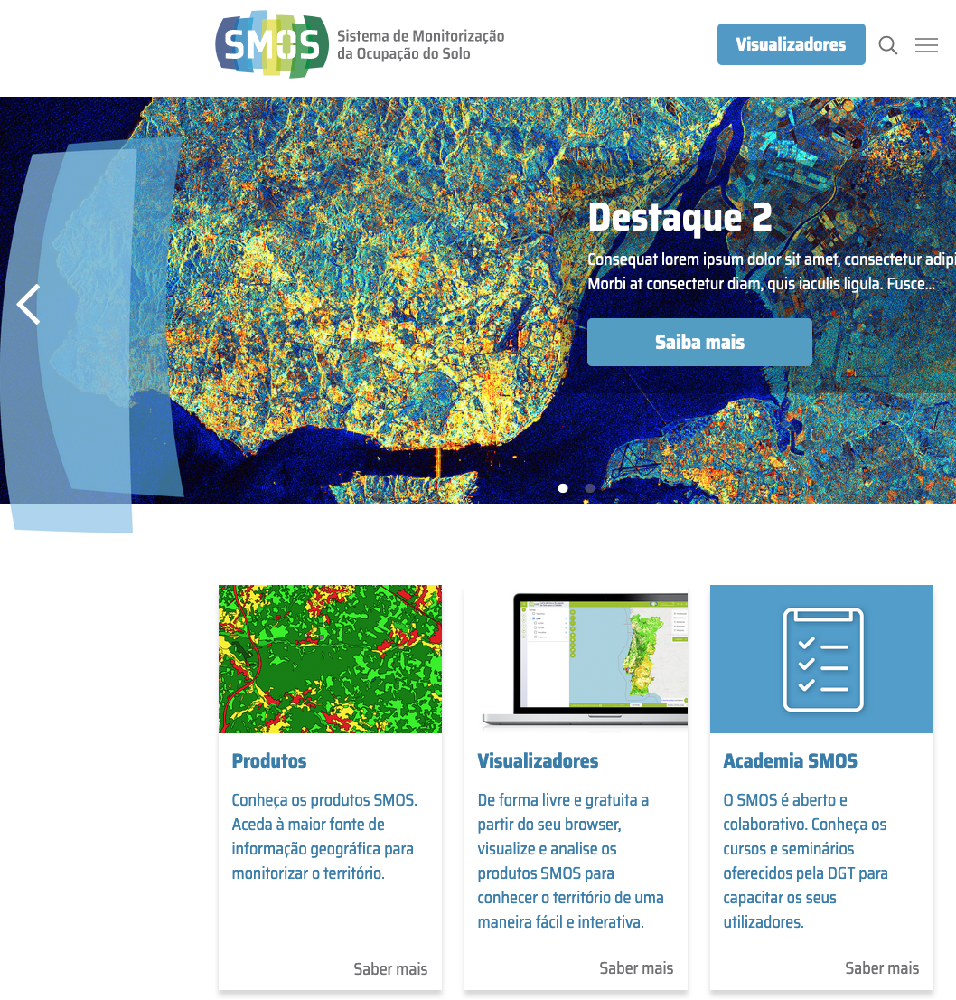 SMOS
Sistema de Monitorização
da Ocupação do Solo
Visualizadores
Destaque 2
Consequat lorem ipsum dolor sit amet, consectetur adipi
Morbi at consectetur diam, quis iaculis ligula. Fusce...
Saiba mais
Produtos
Conheça os produtos SMOS.
Aceda à maior fonte de
informação geográfica para
monitorizar o território.
Saber mais
Visualizadores
De forma livre e gratuita a
partir do seu browser,
visualize e analise os
produtos SMOS para
conhecer o território de uma
maneira fácil e interativa.
Saber mais
Academia SMOS
O SMOS é aberto e
colaborativo. Conheça os
cursos e seminários
oferecidos pela DGT para
capacitar os seus
utilizadores.
Saber mais